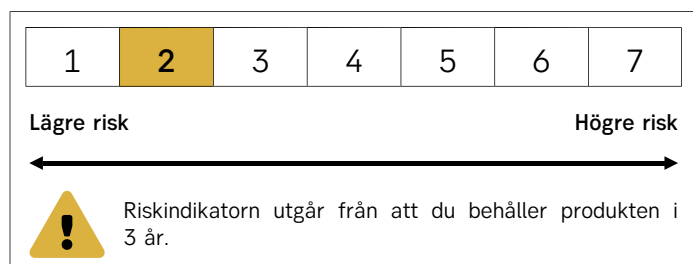 1 2 3 4 5 6 7
Lägre risk Högre risk
Riskindikatorn utgår från att du behåller produkten i
3 år.